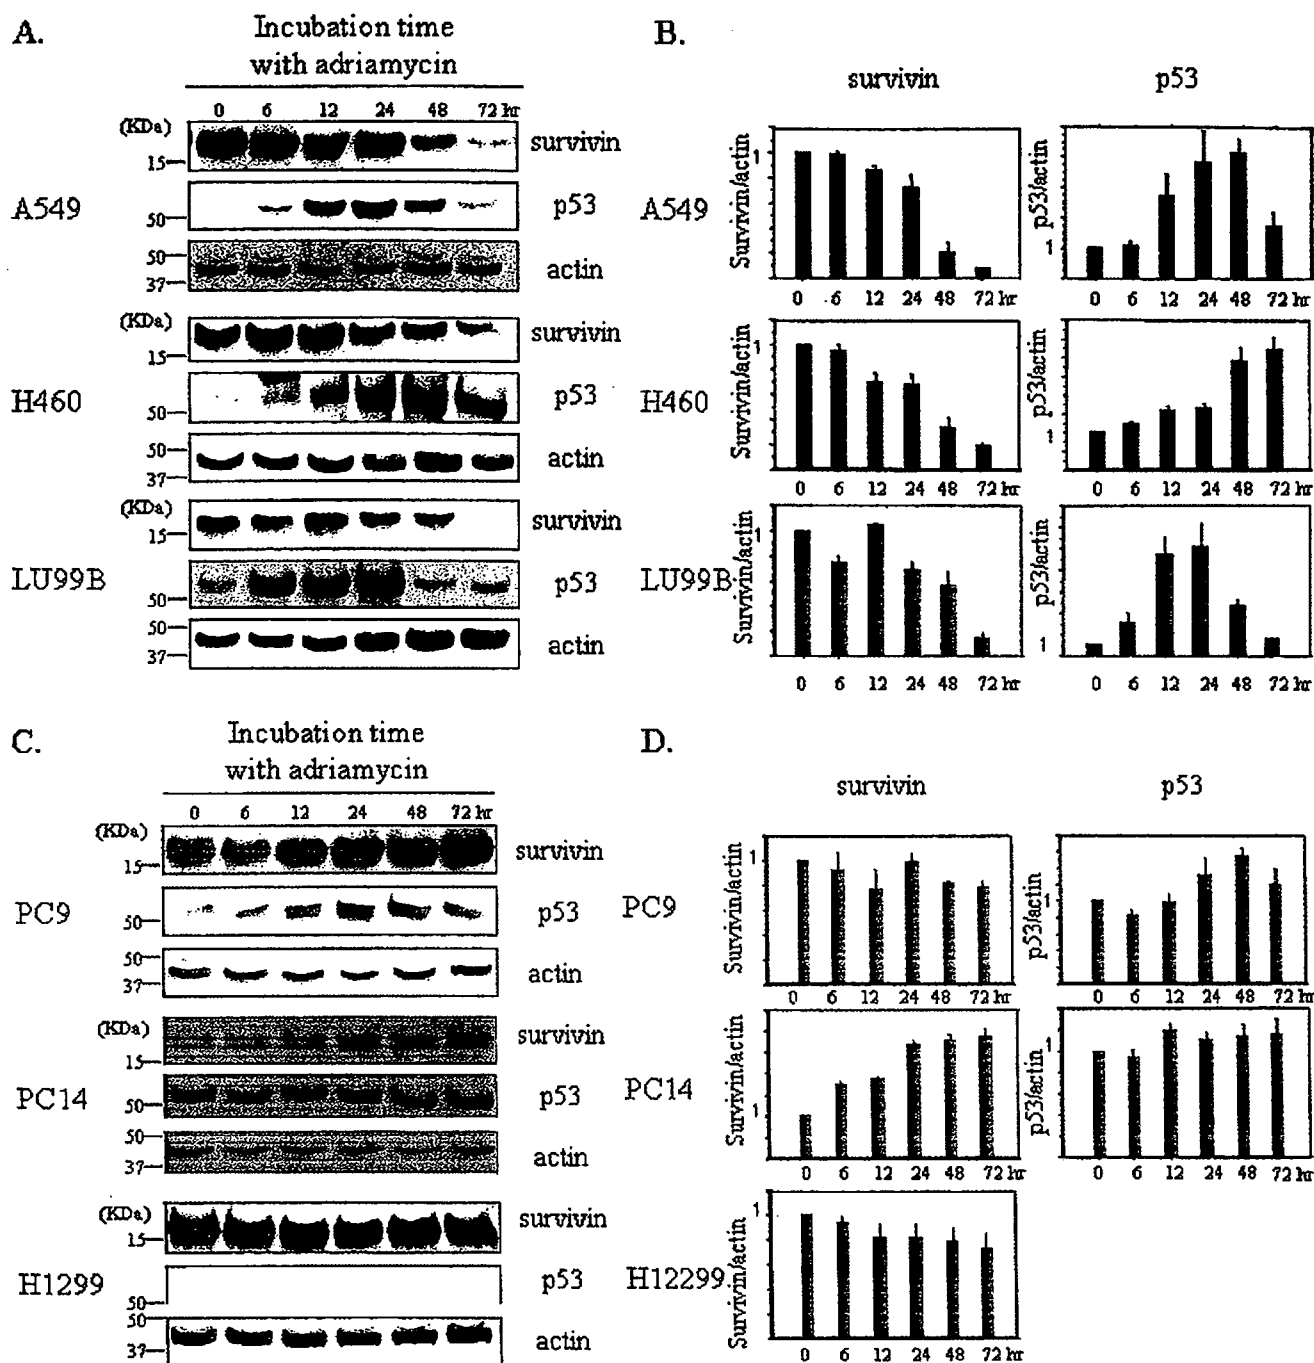 A.
Incubation time
with adriamycin
0 6 12 24 48 72 hr
(KDa)
15
survivin
A549
50
p53
50
37
actin
(KDa)
15
survivin
H460
50
p53
50
37
actin
(KDa)
15
survivin
LU99B
50
p53
50
37
actin
B.
survivin p53
A549
Survivin/actin
1
0 6 12 24 48 72 hr
p53/actin
1
0 6 12 24 48 72 hr
H460
Survivin/actin
1
0 6 12 24 48 72 hr
p53/actin
1
0 6 12 24 48 72 hr
LU99B
Survivin/actin
1
0 6 12 24 48 72 hr
p53/actin
1
0 6 12 24 48 72 hr
C.
Incubation time
with adriamycin
0 6 12 24 48 72 hr
(KDa)
15
survivin
PC9
50
p53
50
37
actin
(KDa)
15
survivin
PC14
50
p53
50
37
actin
(KDa)
15
survivin
H1299
50
p53
50
37
actin
D.
survivin p53
PC9
Survivin/actin
1
0 6 12 24 48 72 hr
p53/actin
1
0 6 12 24 48 72 hr
PC14
Survivin/actin
1
0 6 12 24 48 72 hr
p53/actin
1
0 6 12 24 48 72 hr
H12299
Survivin/actin
1
0 6 12 24 48 72 hr